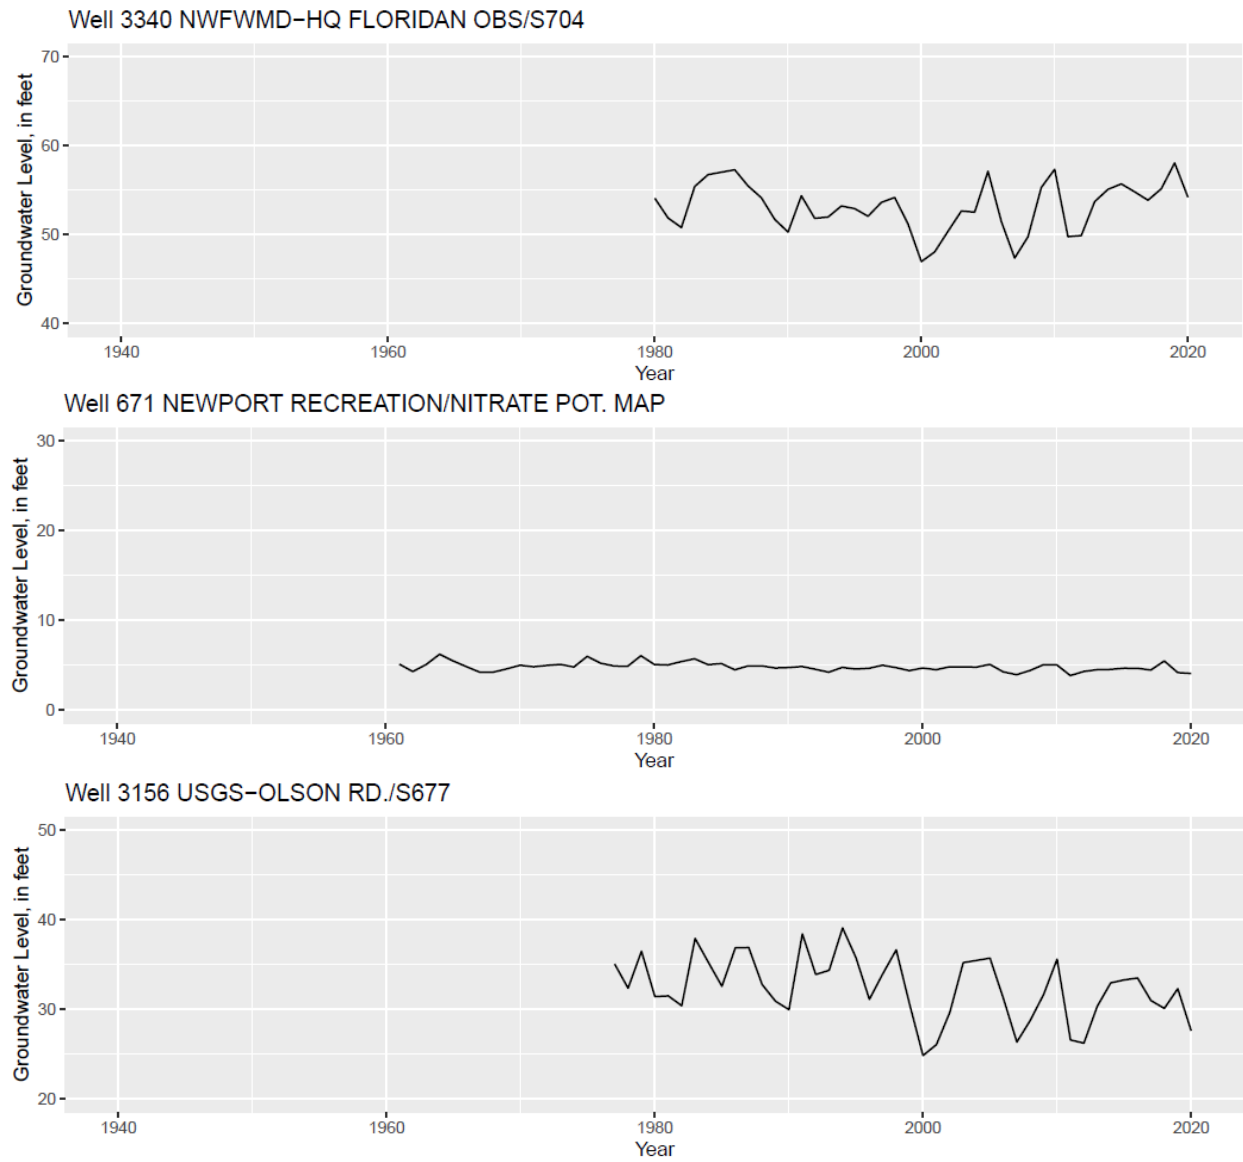 Well 3340 NWFWMD−HQ FLORIDAN OBS/S704
Groundwater Level, in feet
70
60
50
40
1940 1960 1980 2000 2020
Year
Well 671 NEWPORT RECREATION/NITRATE POT. MAP
Groundwater Level, in feet
30
20
10
0
1940 1960 1980 2000 2020
Year
Well 3156 USGS−OLSON RD./S677
Groundwater Level, in feet
50
40
30
20
1940 1960 1980 2000 2020
Year